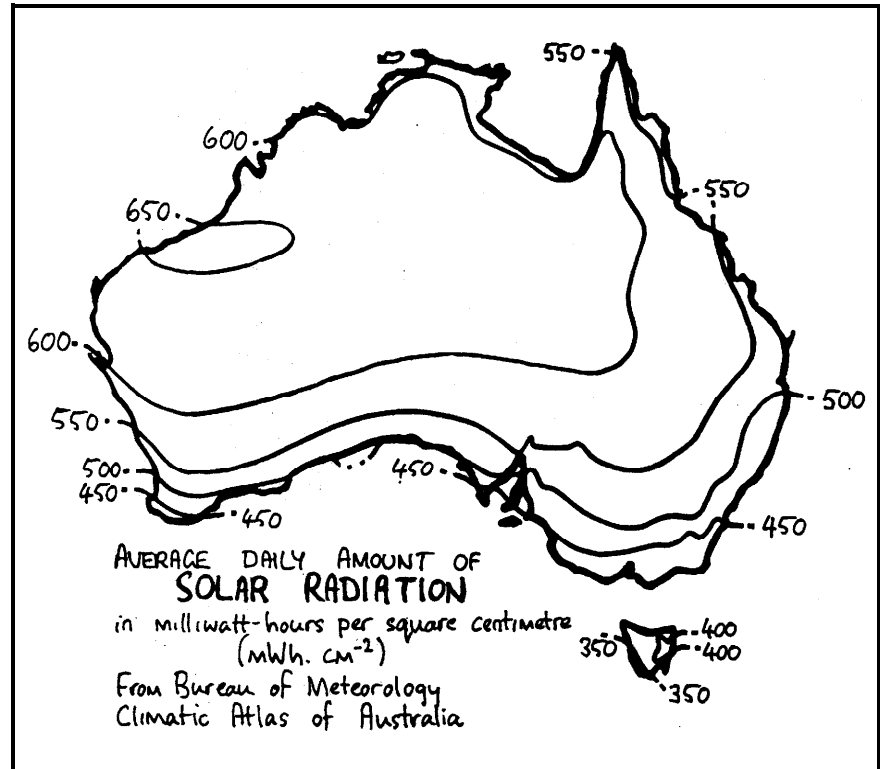 550
600
550
650
600
500
550
500
450
450
450
450
AVERAGE DAILY AMOUNT OF
SOLAR RADIATION
in milliwatt-hours per square centimetre
(mWh. cm⁻²)
From Bureau of Meteorology
Climatic Atlas of Australia
400
350
400
350